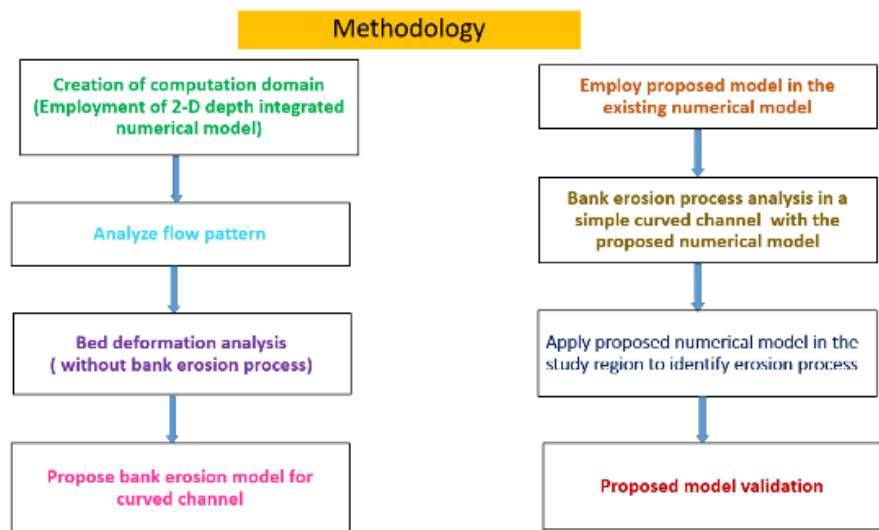 Methodology
Creation of computation domain
(Employment of 2-D depth integrated
numerical model)
Analyze flow pattern
Bed deformation analysis
( without bank erosion process)
Propose bank erosion model for
curved channel
Employ proposed model in the
existing numerical model
Bank erosion process analysis in a
simple curved channel with the
proposed numerical model
Apply proposed numerical model in the
study region to identify erosion process
Proposed model validation